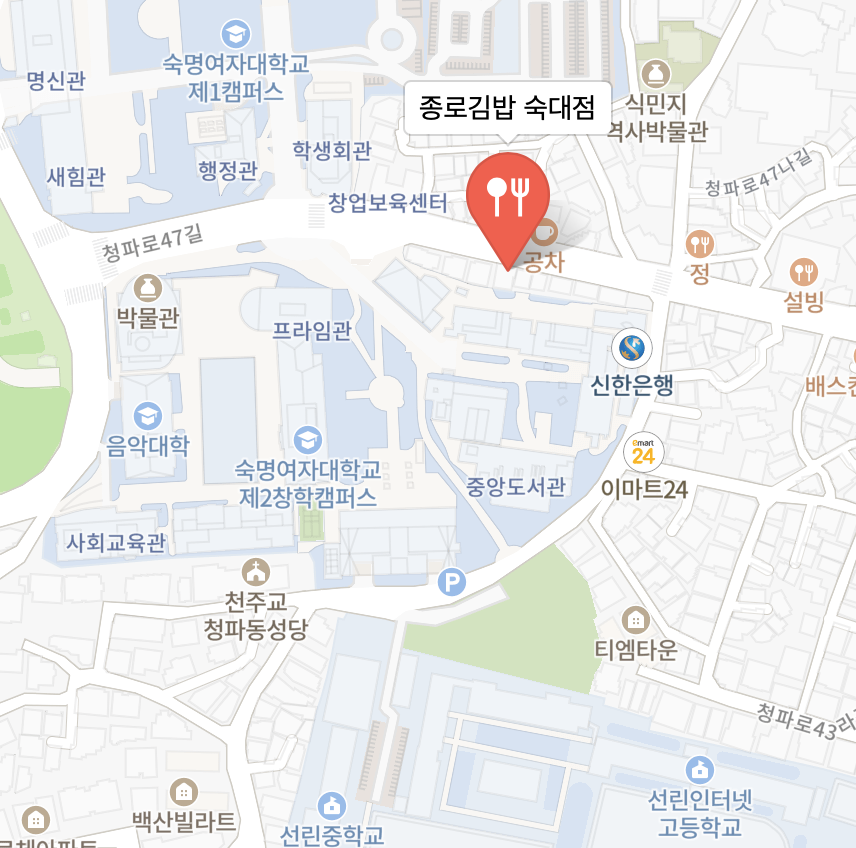 숙명여자대학교
제1캠퍼스
명신관
종로김밥 숙대점
식민지
역사박물관
학생회관
행정관
새힘관
청파로47나길
창업보육센터
청파로47길
공차
정
설빙
박물관
프라임관
신한은행
음악대학
숙명여자대학교
제2창학캠퍼스
중앙도서관
emart
24
이마트24
사회교육관
P
천주교
청파동성당
티엠타운
청파로43라
백산빌라트
선린중학교
선린인터넷
고등학교